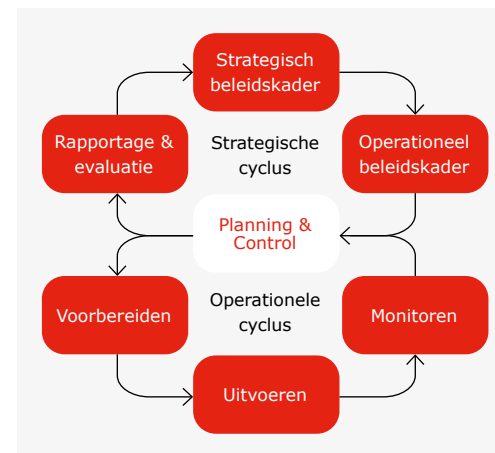 Strategisch
beleidskader
Rapportage &
evaluatie
Strategische
cyclus
Operationeel
beleidskader
Planning &
Control
Voorbereiden
Operationele
cyclus
Monitoren
Uitvoeren